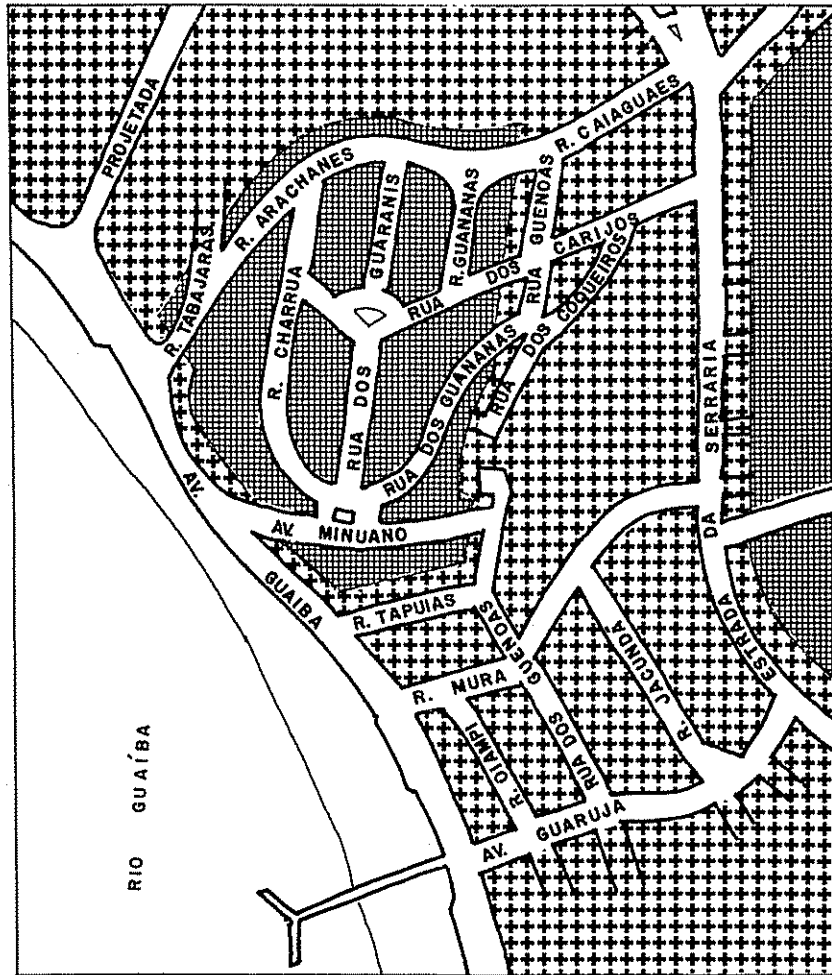 PROJETADA
R. CAIAGUAES
R. ARACHANES
R. TABAJARAS
GUARANIS
R. GUANANAS
RUA GUENOAS
RUA DOS CARIJOS
RUA DOS COQUEIROS
R. CHARRUA
RUA DOS
RUA DOS GUANANAS
AV. GUAIBA
AV. MINUANO
R. TAPUIAS
ESTRADA DA SERRARIA
RUA DOS GUENOAS
R. MURA
R. JACUNDA
R. OIAMPI
AV. GUARUJA
RIO GUAÍBA